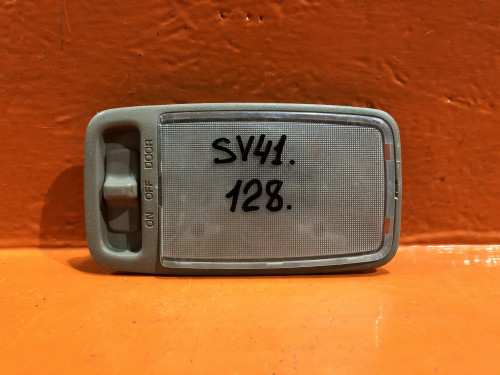 SV41.
128.
ON OFF DOOR